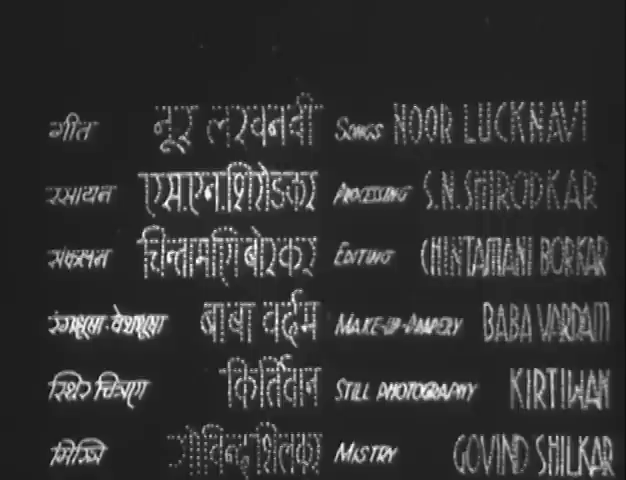 गीत नूर लखनवी Songs NOOR LUCKNAVI
रसायन एस.एन.शिरोडकर Processing S.N.SHIRODKAR
संकलन चिन्तामणि बोरकर Editing CHINTAMANI BORKAR
रंगभूषा-वेशभूषा बाबा वर्दम Make-up-Drapery BABA VARDAM
स्थिर चित्रण किर्तिवान Still Photography KIRTIWAN
मिस्त्रि गोविन्द शिलकर Mistry GOVIND SHILKAR